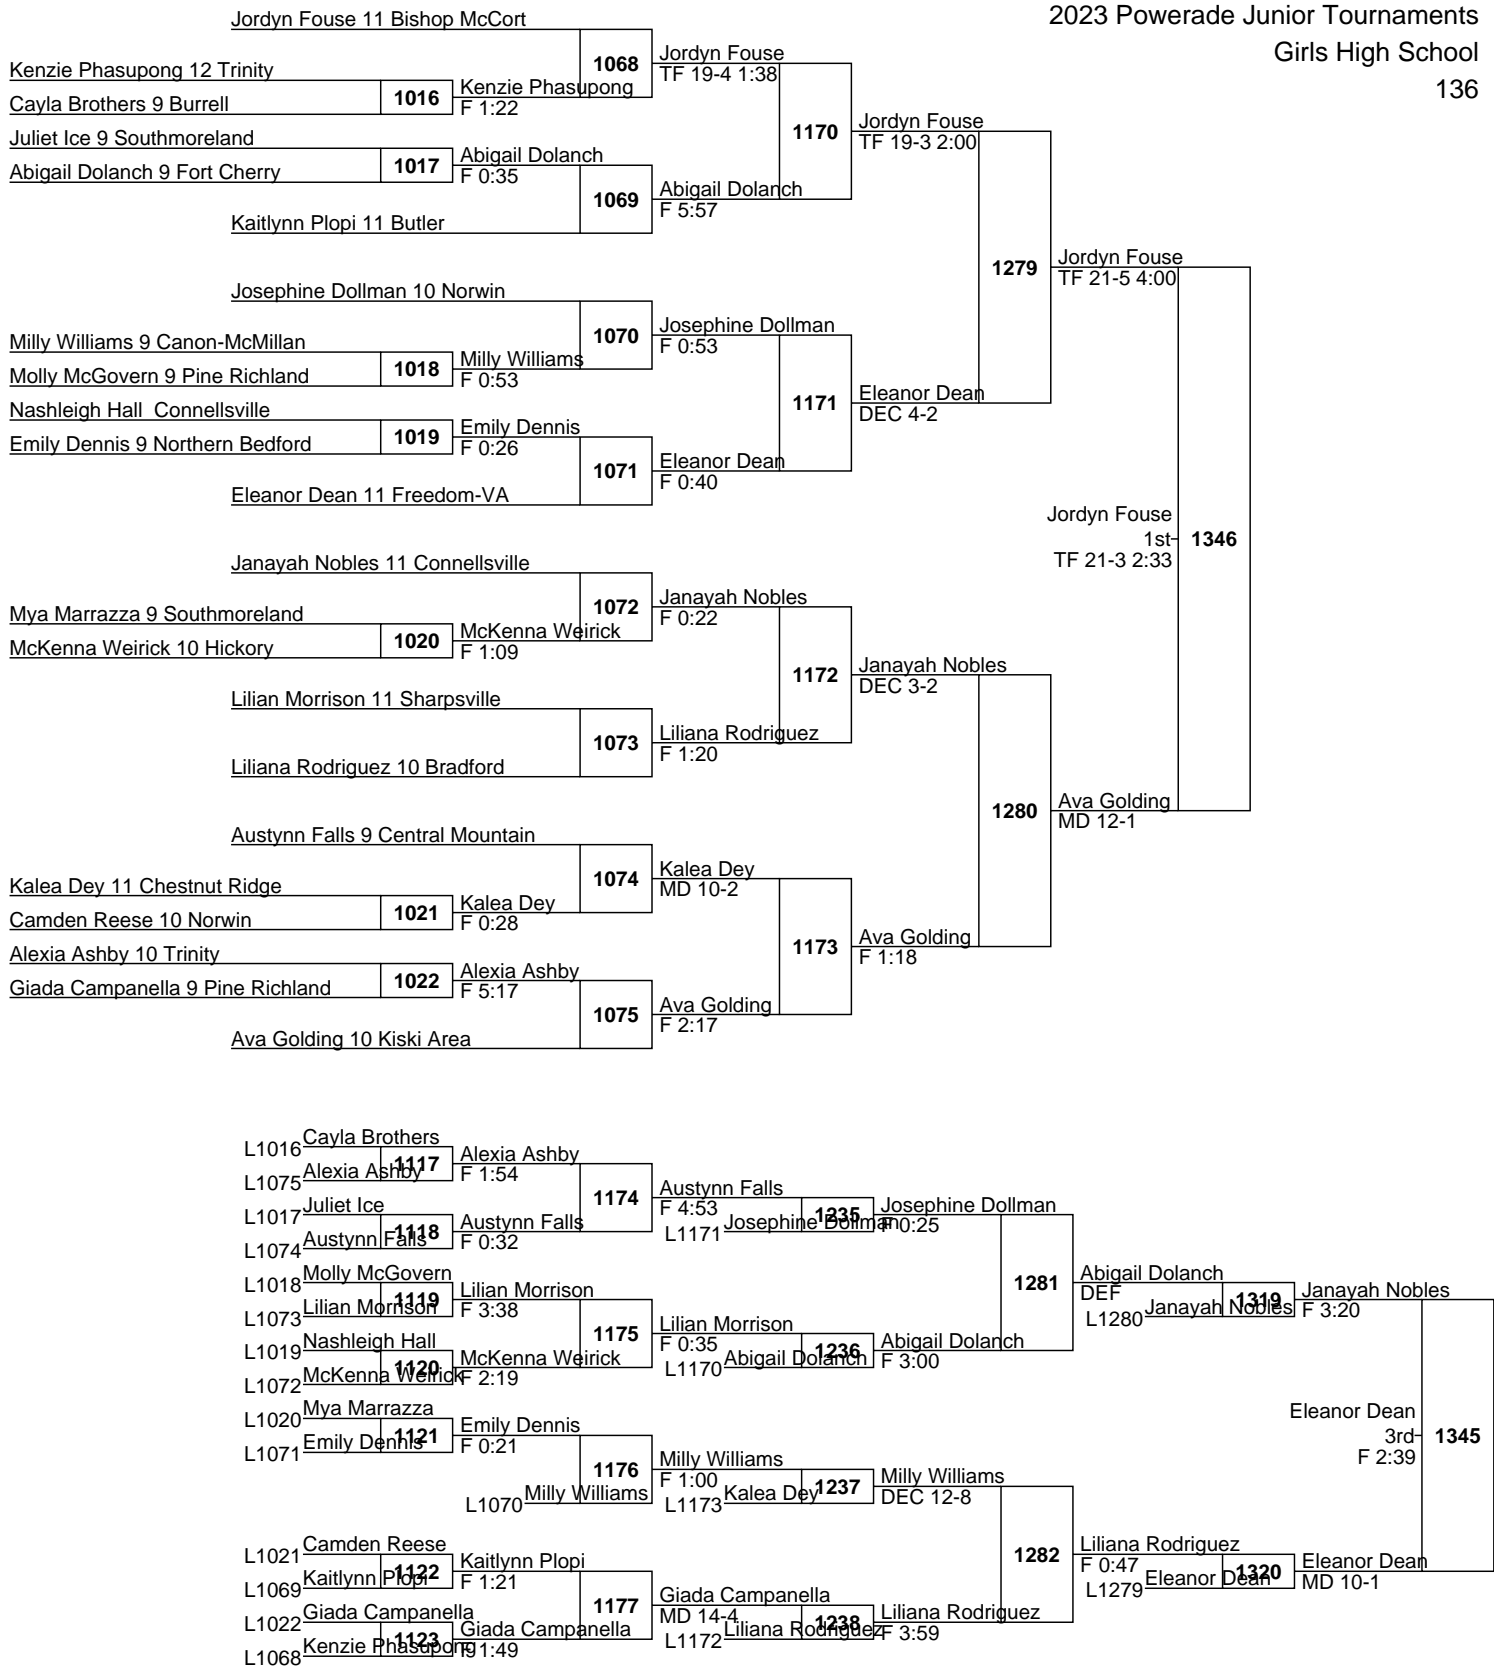 2023 Powerade Junior Tournaments
Girls High School
136
Jordyn Fouse 11 Bishop McCort
1068
Jordyn Fouse
TF 19-4 1:38
Kenzie Phasupong 12 Trinity
Cayla Brothers 9 Burrell
1016
Kenzie Phasupong
F 1:22
1170
Jordyn Fouse
TF 19-3 2:00
Juliet Ice 9 Southmoreland
Abigail Dolanch 9 Fort Cherry
1017
Abigail Dolanch
F 0:35
1069
Abigail Dolanch
F 5:57
Kaitlynn Plopi 11 Butler
1279
Jordyn Fouse
TF 21-5 4:00
Josephine Dollman 10 Norwin
1070
Josephine Dollman
F 0:53
Milly Williams 9 Canon-McMillan
Molly McGovern 9 Pine Richland
1018
Milly Williams
F 0:53
1171
Eleanor Dean
DEC 4-2
Nashleigh Hall  Connellsville
Emily Dennis 9 Northern Bedford
1019
Emily Dennis
F 0:26
1071
Eleanor Dean
F 0:40
Eleanor Dean 11 Freedom-VA
Jordyn Fouse
1st
1346
TF 21-3 2:33
Janayah Nobles 11 Connellsville
1072
Janayah Nobles
F 0:22
Mya Marrazza 9 Southmoreland
McKenna Weirick 10 Hickory
1020
McKenna Weirick
F 1:09
1172
Janayah Nobles
DEC 3-2
Lilian Morrison 11 Sharpsville
1073
Liliana Rodriguez
F 1:20
Liliana Rodriguez 10 Bradford
1280
Ava Golding
MD 12-1
Austynn Falls 9 Central Mountain
1074
Kalea Dey
MD 10-2
Kalea Dey 11 Chestnut Ridge
Camden Reese 10 Norwin
1021
Kalea Dey
F 0:28
1173
Ava Golding
F 1:18
Alexia Ashby 10 Trinity
Giada Campanella 9 Pine Richland
1022
Alexia Ashby
F 5:17
1075
Ava Golding
F 2:17
Ava Golding 10 Kiski Area
L1016 Cayla Brothers
1117
Alexia Ashby
F 1:54
L1075 Alexia Ashby
1174
Austynn Falls
F 4:53
L1017 Juliet Ice
1118
Austynn Falls
F 0:32
L1074 Austynn Falls
L1171 Josephine Dollman
1235
Josephine Dollman
F 0:25
L1018 Molly McGovern
1119
Lilian Morrison
F 3:38
L1073 Lilian Morrison
1281
Abigail Dolanch
DEF
L1280 Janayah Nobles
1319
Janayah Nobles
F 3:20
1175
Lilian Morrison
F 0:35
L1019 Nashleigh Hall
1120
McKenna Weirick
F 2:19
L1072 McKenna Weirick
L1170 Abigail Dolanch
1236
Abigail Dolanch
F 3:00
L1020 Mya Marrazza
1121
Emily Dennis
F 0:21
L1071 Emily Dennis
Eleanor Dean
3rd
1345
F 2:39
1176
Milly Williams
F 1:00
L1070 Milly Williams
L1173 Kalea Dey
1237
Milly Williams
DEC 12-8
L1021 Camden Reese
1122
Kaitlynn Plopi
F 1:21
L1069 Kaitlynn Plopi
1282
Liliana Rodriguez
F 0:47
L1279 Eleanor Dean
1320
Eleanor Dean
MD 10-1
1177
Giada Campanella
MD 14-4
L1022 Giada Campanella
1123
Giada Campanella
F 1:49
L1068 Kenzie Phasupong
L1172 Liliana Rodriguez
1238
Liliana Rodriguez
F 3:59